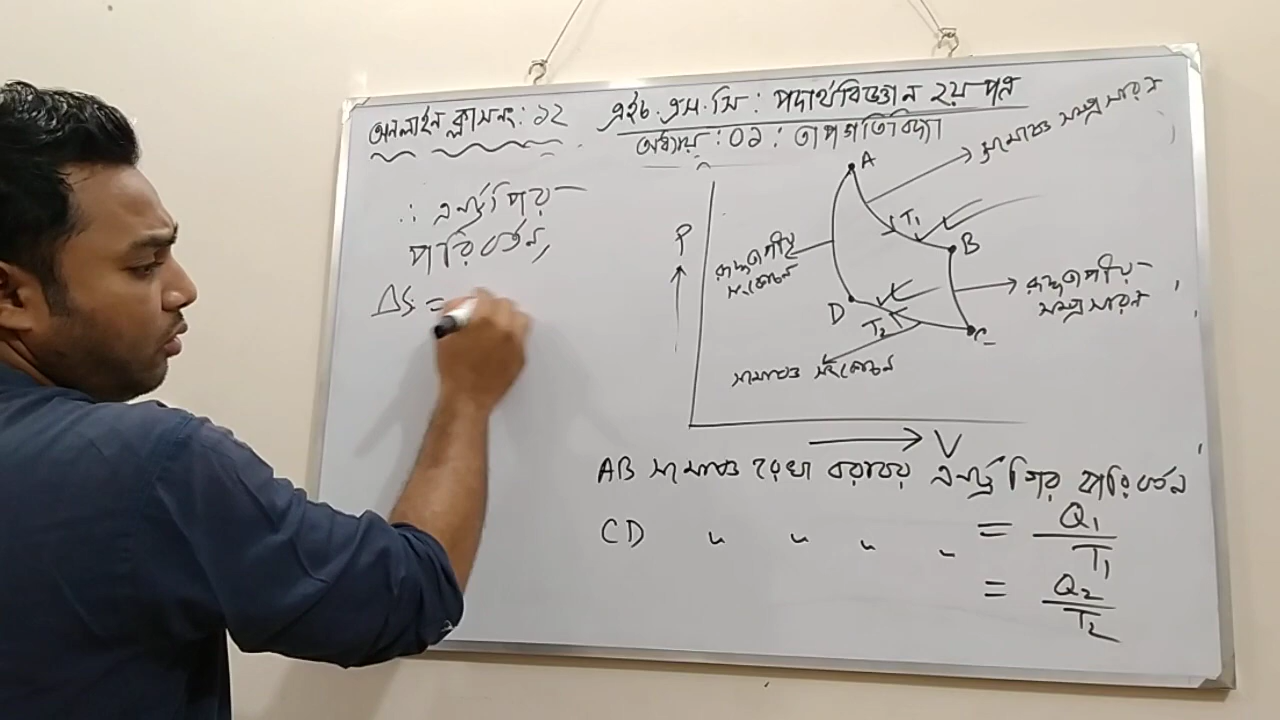 অনলাইন ক্লাস নং: ১২
এইচ.এস.সি: পদার্থবিজ্ঞান ২য় পত্র
অধ্যায়: ০১: তাপগতিবিদ্যা
∴ এনট্রপির
পরিবর্তন,
ΔS =
P
A
সমোষ্ণ সম্প্রসারণ
T₁
B
রুদ্ধতাপীয়
সংকোচন
রুদ্ধতাপীয়
সম্প্রসারণ
D
T₂
C
সমোষ্ণ সংকোচন
V
AB সমোষ্ণ রেখা বরাবর এনট্রপির পরিবর্তন
= Q₁/T₁
CD " " " "
= Q₂/T₂